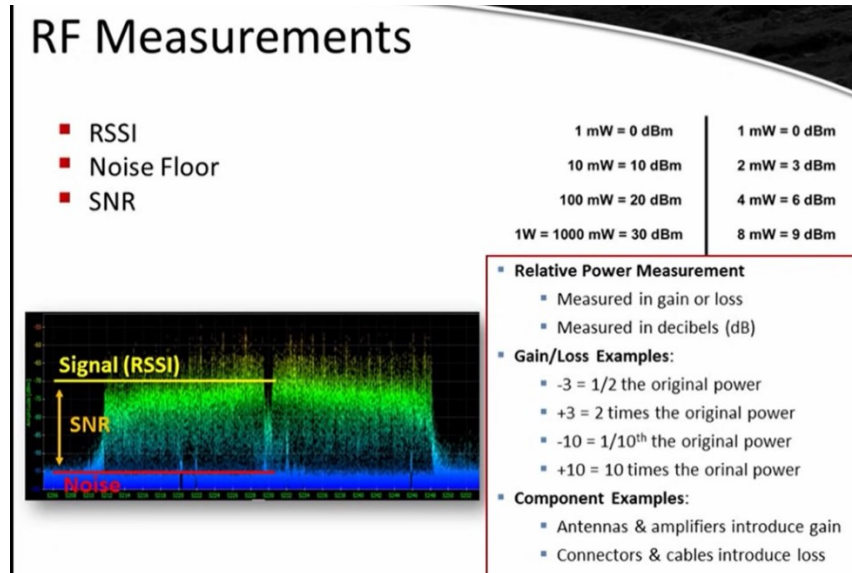 RF Measurements
RSSI
Noise Floor
SNR
1 mW = 0 dBm
10 mW = 10 dBm
100 mW = 20 dBm
1W = 1000 mW = 30 dBm
1 mW = 0 dBm
2 mW = 3 dBm
4 mW = 6 dBm
8 mW = 9 dBm
Signal (RSSI)
SNR
Noise
Relative Power Measurement
Measured in gain or loss
Measured in decibels (dB)
Gain/Loss Examples:
-3 = 1/2 the original power
+3 = 2 times the original power
-10 = 1/10th the original power
+10 = 10 times the orinal power
Component Examples:
Antennas & amplifiers introduce gain
Connectors & cables introduce loss